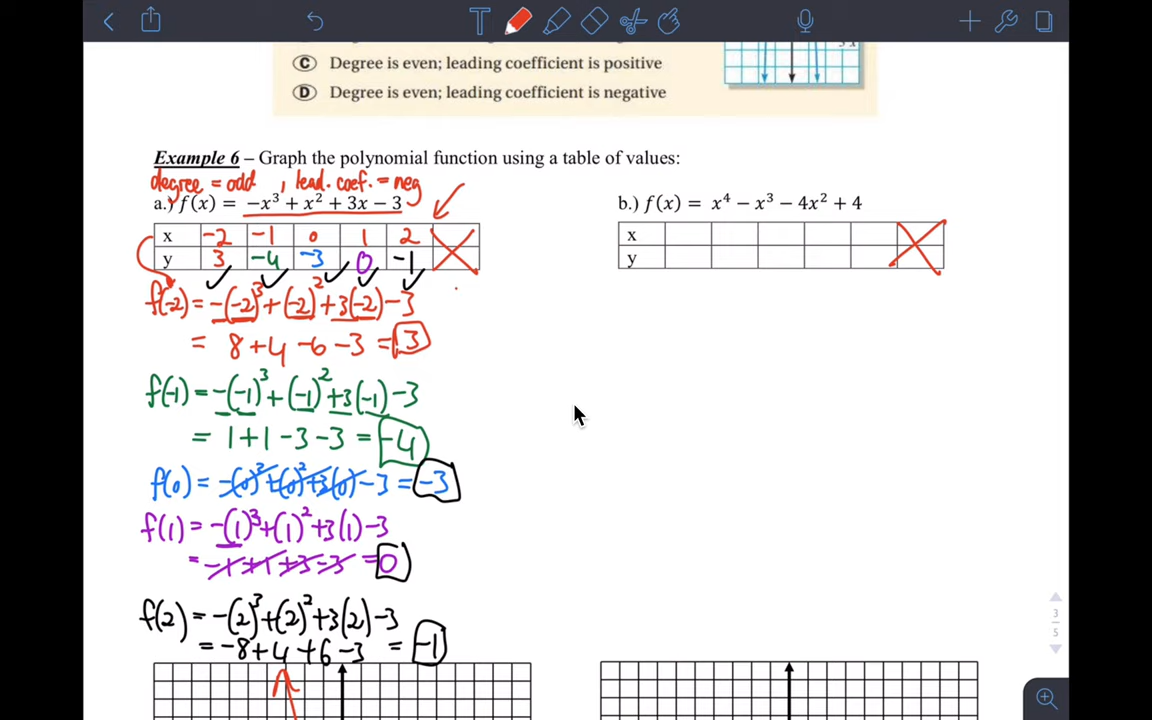 C Degree is even; leading coefficient is positive
D Degree is even; leading coefficient is negative
Example 6 – Graph the polynomial function using a table of values:
degree = odd , lead. coef. = neg
a.) f(x) = −x³ + x² + 3x − 3
b.) f(x) = x⁴ − x³ − 4x² + 4
x -2 -1 0 1 2
y 3 -4 -3 0 -1
x
y
f(-2) = -(-2)³+(-2)²+3(-2)-3
= 8+4-6-3 = 3
f(-1) = -(-1)³+(-1)²+3(-1)-3
= 1+1-3-3 = -4
f(0) = -(0)³+(0)²+3(0)-3 = -3
f(1) = -(1)³+(1)²+3(1)-3
= -1+1+3-3 = 0
f(2) = -(2)³+(2)²+3(2)-3
= -8+4+6-3 = -1
3
5